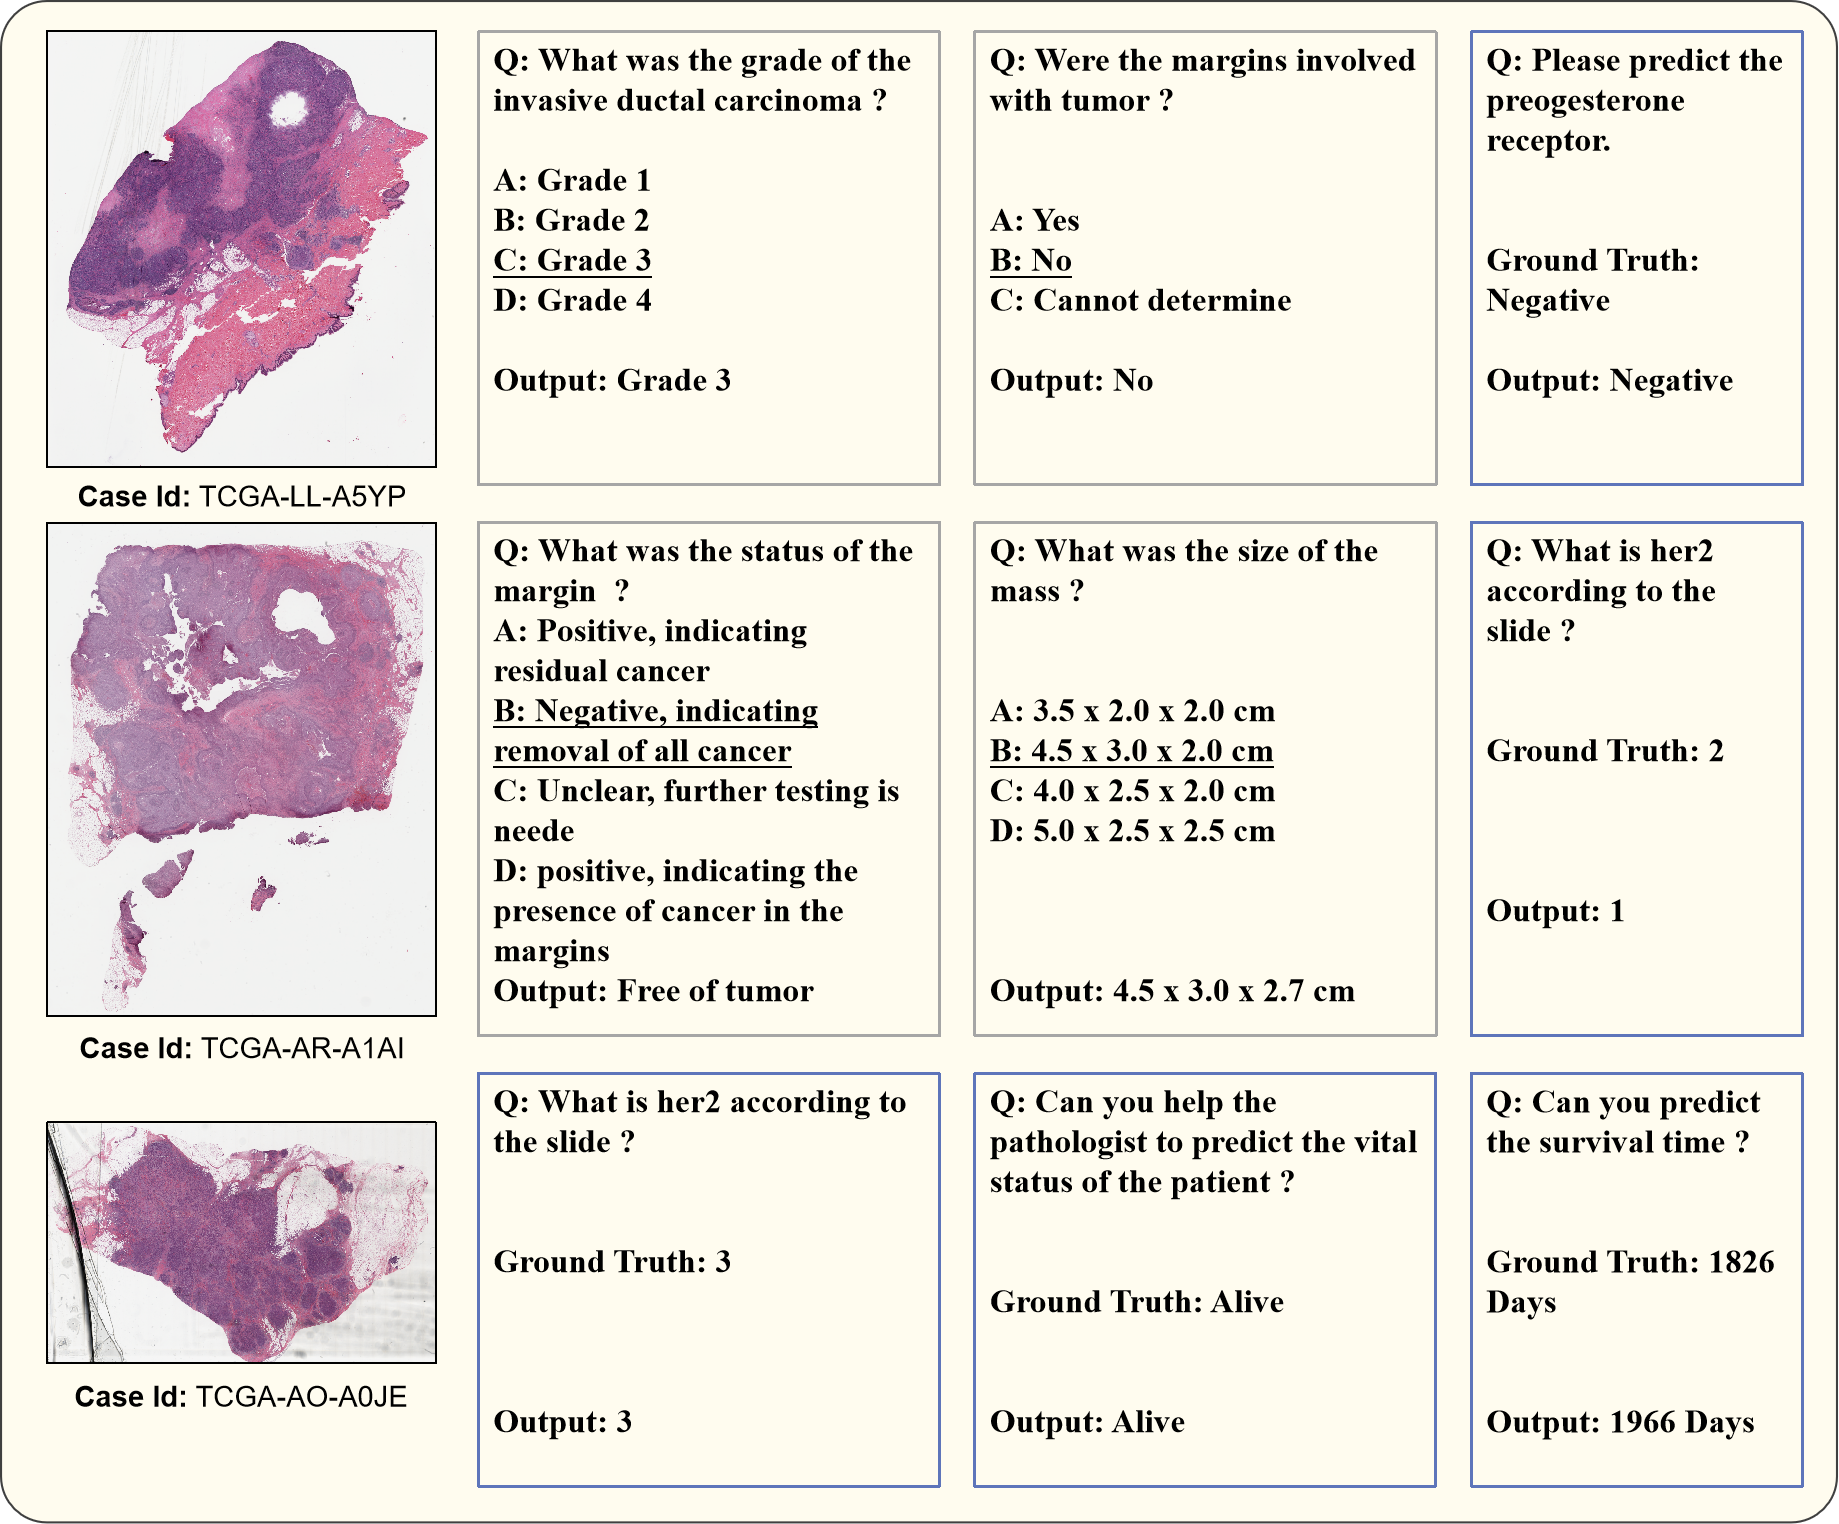 Q: What was the grade of the
invasive ductal carcinoma ?
A: Grade 1
B: Grade 2
C: Grade 3
D: Grade 4
Output: Grade 3
Q: Were the margins involved
with tumor ?
A: Yes
B: No
C: Cannot determine
Output: No
Q: Please predict the
preogesterone
receptor.
Ground Truth:
Negative
Output: Negative
Case Id: TCGA-LL-A5YP
Q: What was the status of the
margin ?
A: Positive, indicating
residual cancer
B: Negative, indicating
removal of all cancer
C: Unclear, further testing is
neede
D: positive, indicating the
presence of cancer in the
margins
Output: Free of tumor
Q: What was the size of the
mass ?
A: 3.5 x 2.0 x 2.0 cm
B: 4.5 x 3.0 x 2.0 cm
C: 4.0 x 2.5 x 2.0 cm
D: 5.0 x 2.5 x 2.5 cm
Output: 4.5 x 3.0 x 2.7 cm
Q: What is her2
according to the
slide ?
Ground Truth: 2
Output: 1
Case Id: TCGA-AR-A1AI
Q: What is her2 according to
the slide ?
Ground Truth: 3
Output: 3
Q: Can you help the
pathologist to predict the vital
status of the patient ?
Ground Truth: Alive
Output: Alive
Q: Can you predict
the survival time ?
Ground Truth: 1826
Days
Output: 1966 Days
Case Id: TCGA-AO-A0JE